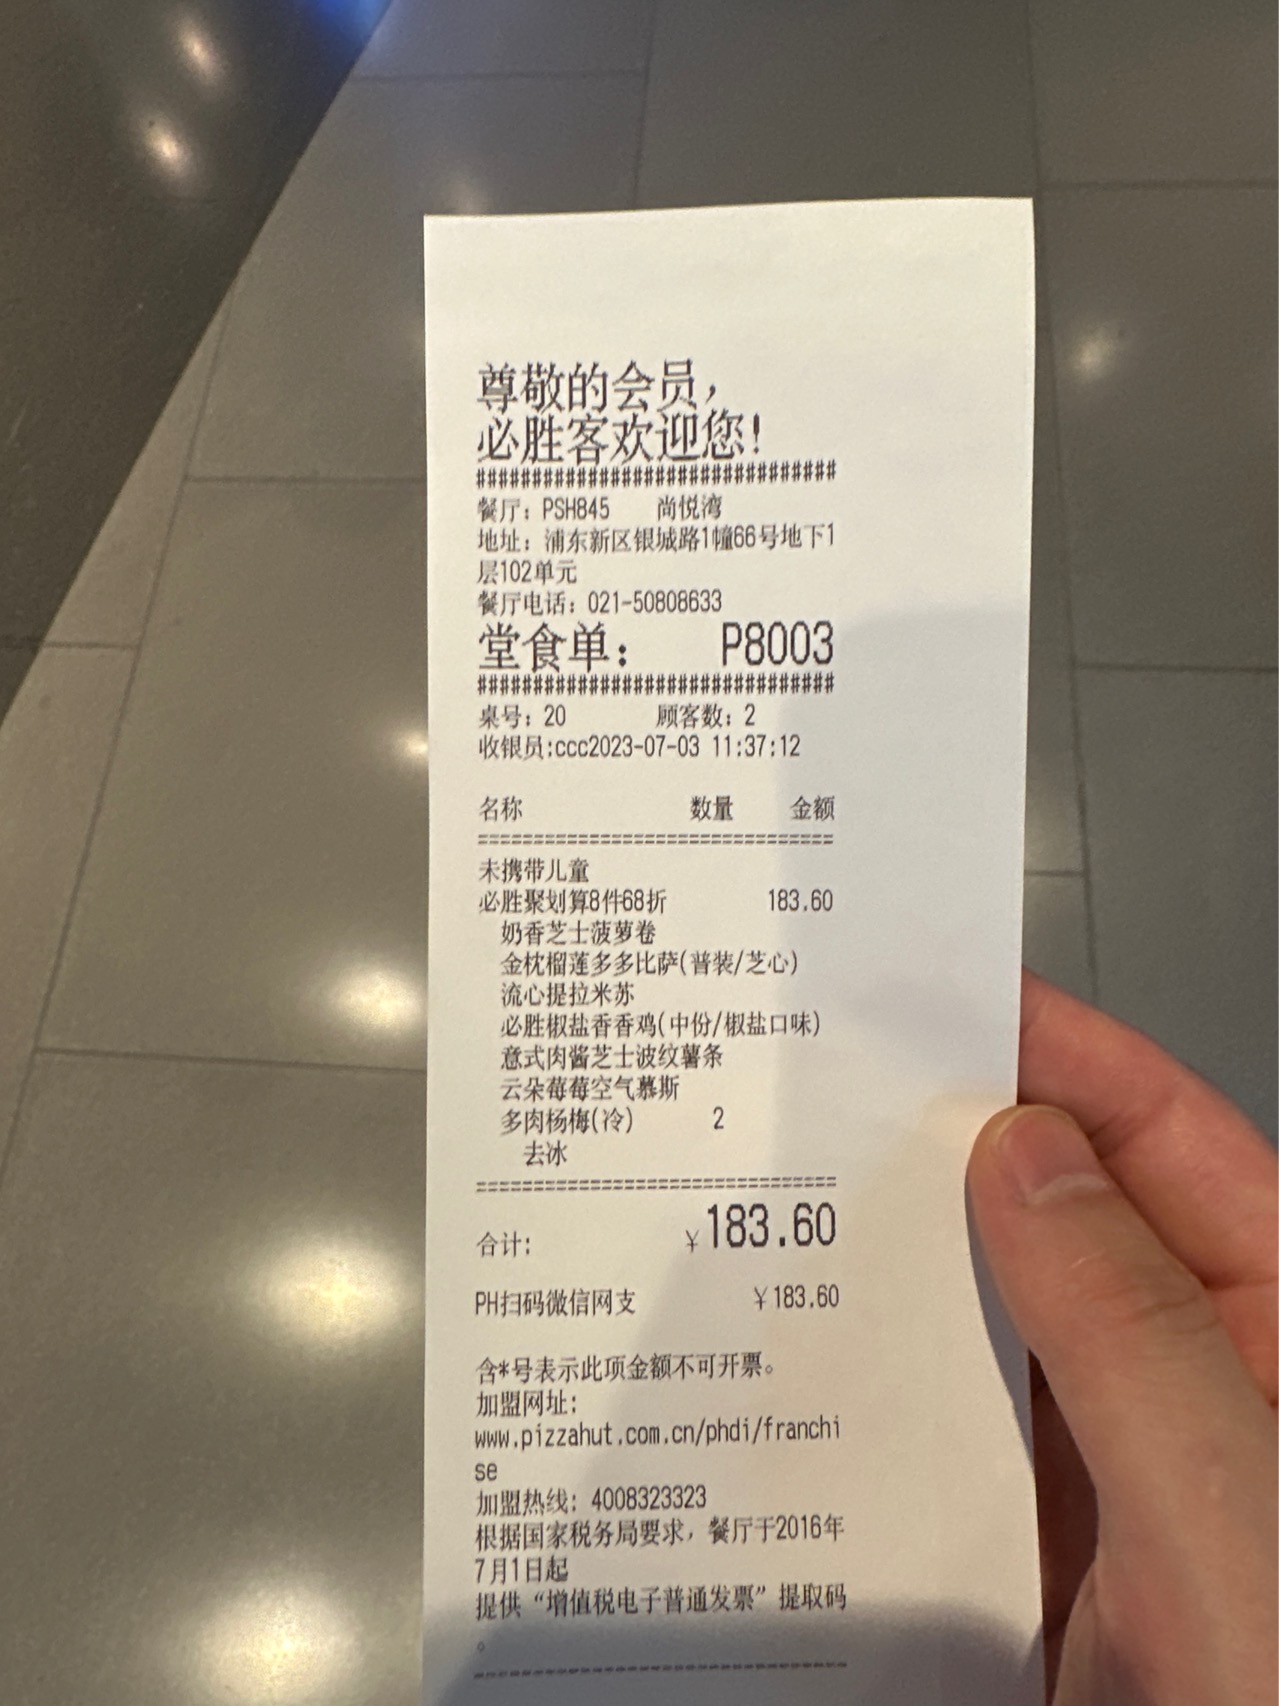 尊敬的会员，
必胜客欢迎您!
################################
餐厅: PSH845 尚悦湾
地址: 浦东新区银城路1幢66号地下1
层102单元
餐厅电话: 021-50808633
堂食单: P8003
################################
桌号: 20 顾客数: 2
收银员:ccc2023-07-03 11:37:12
名称 数量 金额
================================
未携带儿童
必胜聚划算8件68折 183.60
奶香芝士菠萝卷
金枕榴莲多多比萨(普装/芝心)
流心提拉米苏
必胜椒盐香香鸡(中份/椒盐口味)
意式肉酱芝士波纹薯条
云朵莓莓空气慕斯
多肉杨梅(冷) 2
去冰
================================
合计: ￥183.60
PH扫码微信网支 ￥183.60
含*号表示此项金额不可开票。
加盟网址:
www.pizzahut.com.cn/phdi/franchi
se
加盟热线: 4008323323
根据国家税务局要求，餐厅于2016年
7月1日起
提供“增值税电子普通发票”提取码
。
--------------------------------